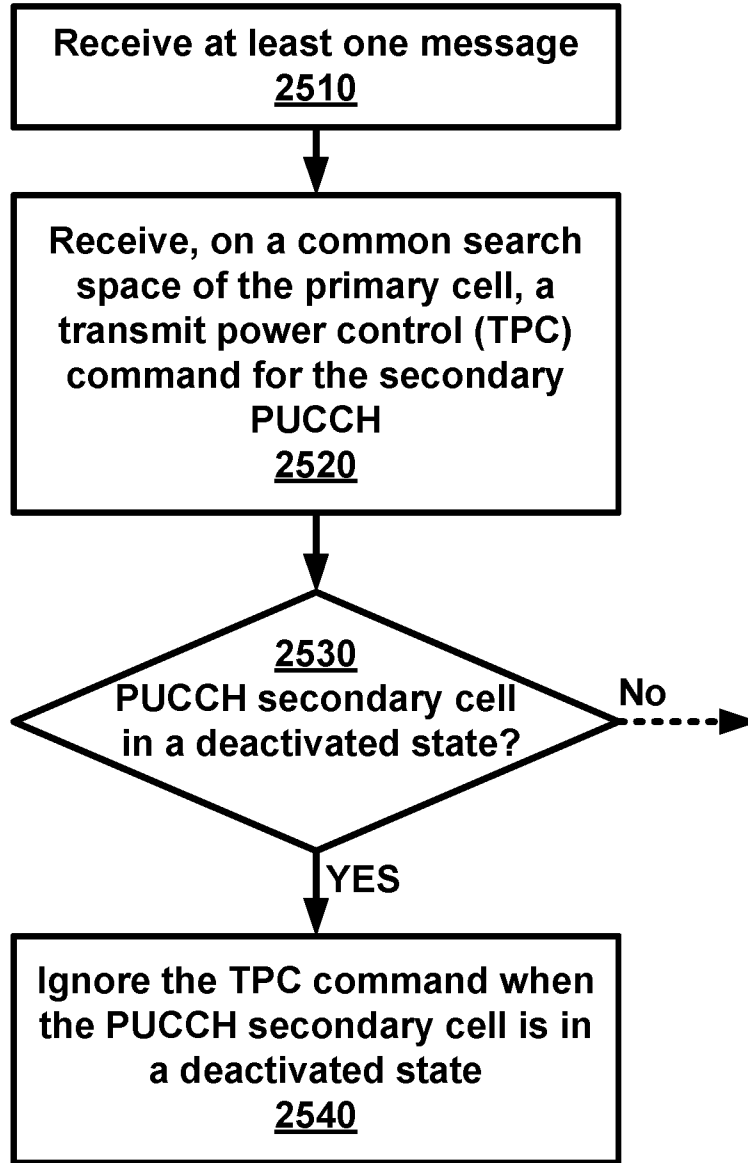 Receive at least one message
2510
Receive, on a common search
space of the primary cell, a
transmit power control (TPC)
command for the secondary
PUCCH
2520
2530
PUCCH secondary cell
in a deactivated state?
No
YES
Ignore the TPC command when
the PUCCH secondary cell is in
a deactivated state
2540